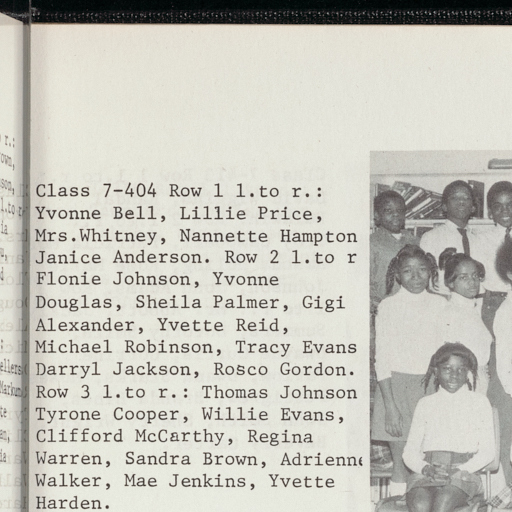 Class 7-404 Row 1 l.to r.:
Yvonne Bell, Lillie Price,
Mrs.Whitney, Nannette Hampton
Janice Anderson. Row 2 l.to r
Flonie Johnson, Yvonne
Douglas, Sheila Palmer, Gigi
Alexander, Yvette Reid,
Michael Robinson, Tracy Evans
Darryl Jackson, Rosco Gordon.
Row 3 l.to r.: Thomas Johnson
Tyrone Cooper, Willie Evans,
Clifford McCarthy, Regina
Warren, Sandra Brown, Adrienne
Walker, Mae Jenkins, Yvette
Harden.